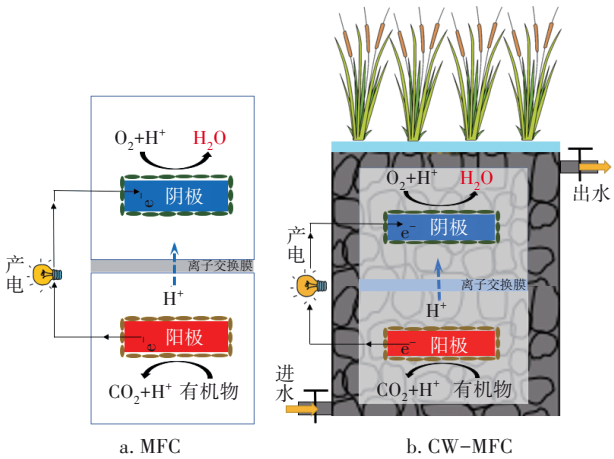 O₂+H⁺ H₂O
e⁻ 阴极
产电
离子交换膜
H⁺
e⁻ 阳极
CO₂+H⁺ 有机物
a. MFC
出水
O₂+H⁺ H₂O
e⁻ 阴极
产电
离子交换膜
H⁺
e⁻ 阳极
进水
CO₂+H⁺ 有机物
b. CW-MFC